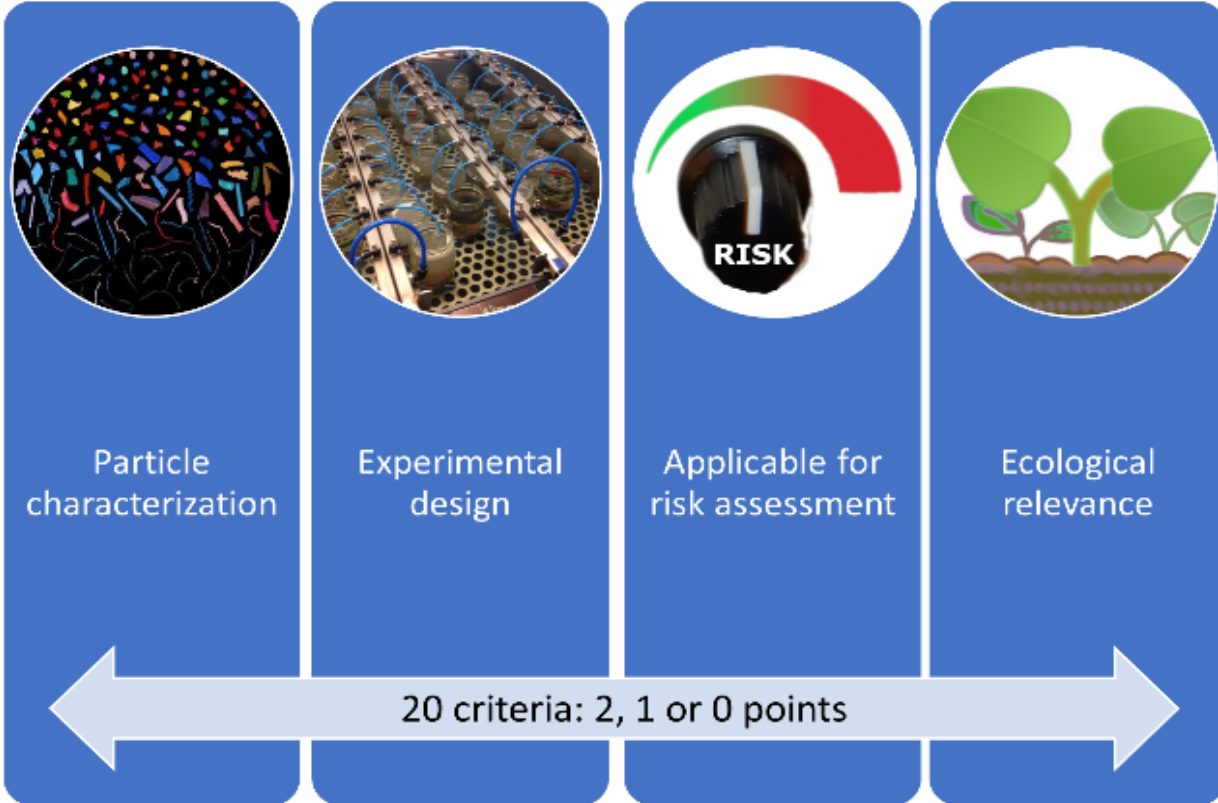 RISK
Particle
characterization
Experimental
design
Applicable for
risk assessment
Ecological
relevance
20 criteria: 2, 1 or 0 points